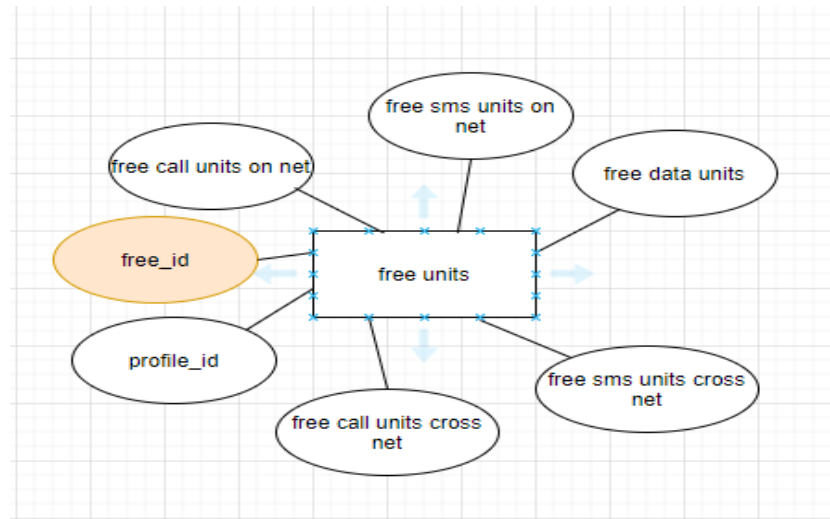 free sms units on
net
free call units on net
free data units
free_id
free units
profile_id
free sms units cross
net
free call units cross
net